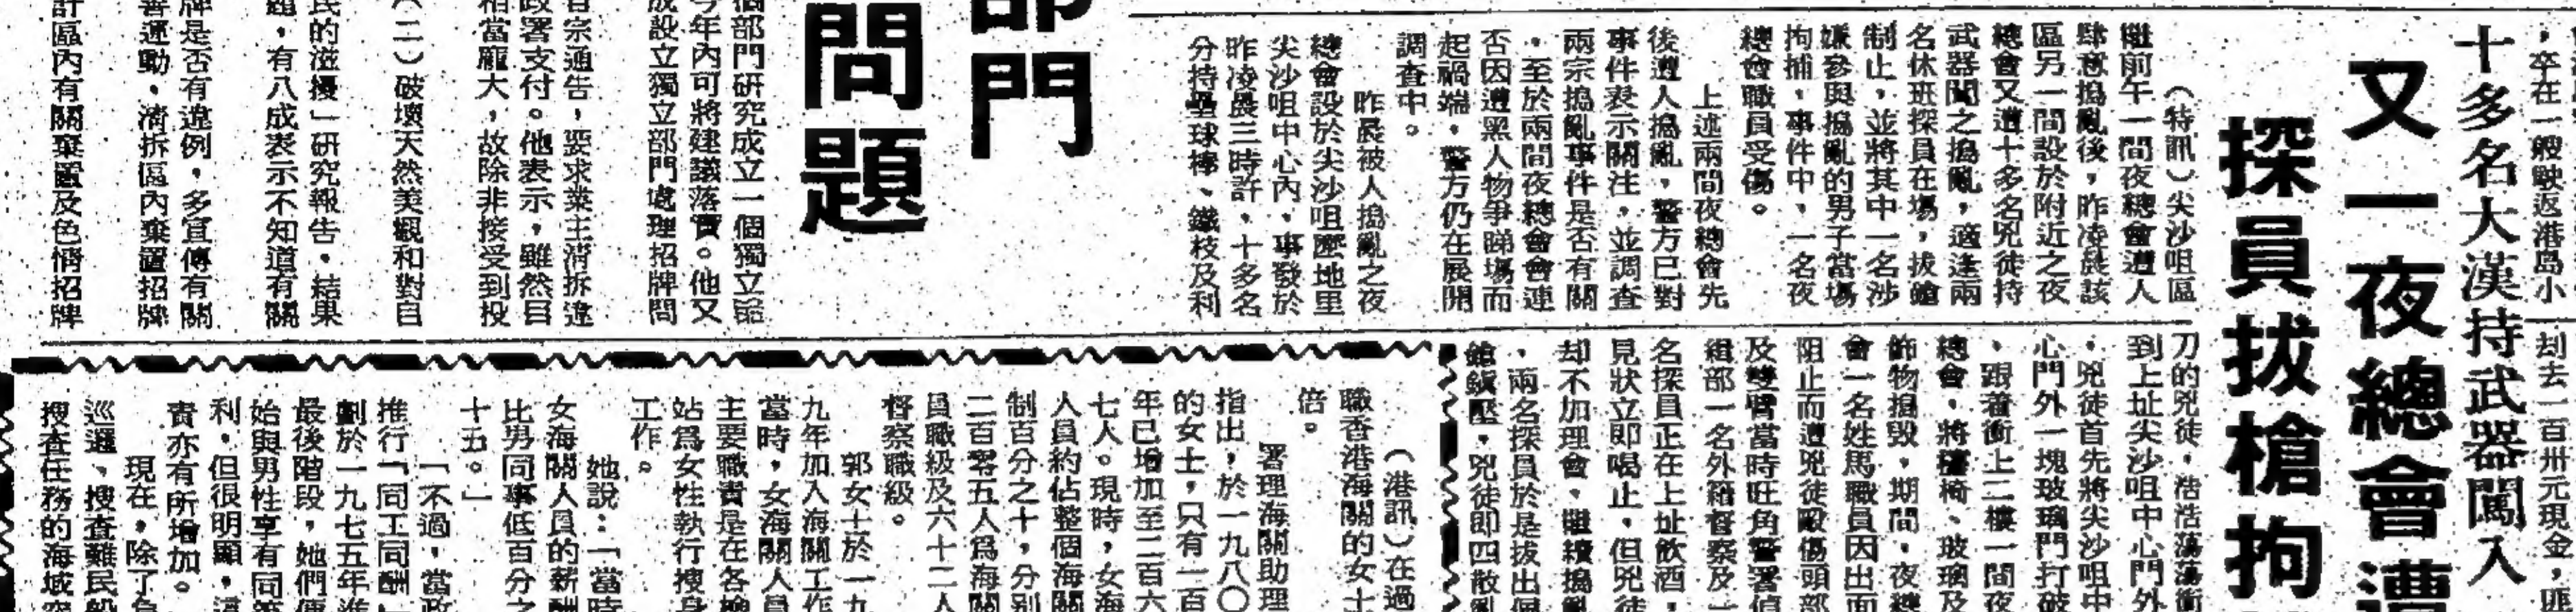 ，卒在一艘駛返港島小
刦去一百卅元現金，匪
十多名大漢持武器闖入
又一夜總會遭
探員拔槍拘
（特訊）尖沙咀區
繼前午一間夜總會遭人
肆意搗亂後，昨凌晨該
區另一間設於附近之夜
總會又遭十多名兇徒持
武器闖之搗亂，適逢兩
名休班探員在場，拔鎗
制止，並將其中一名涉
嫌參與搗亂的男子當場
拘捕，事件中，一名夜
總會職員受傷。
上述兩間夜總會先
後遭人搗亂，警方已對
事件表示關注，並調查
兩宗搗亂事件是否有關
，至於兩間夜總會會連
否因遭黑人物爭睇場而
起禍端，警方仍在展開
調查中。
昨晨被人搗亂之夜
總會設於尖沙咀麼地里
尖沙咀中心內，事發於
昨凌晨三時許，十多名
分持壘球棒、鐵枝及利
刀的兇徒，浩浩蕩蕩衝
到上址尖沙咀中心門外
，兇徒首先將尖沙咀中
心門外一塊玻璃門打破
，跟着衝上二樓一間夜
總會，將檯椅、玻璃及
飾物搗毀，期間，夜總
會一名姓馬職員因出面
阻止而遭兇徒毆傷頭部
及雙臂當時旺角警署偵
緝部一名外籍督察及一
名探員正在上址飲酒，
見狀立即喝止，但兇徒
却不加理會，繼續搗亂
，兩名探員於是拔出佩
鎗鎮壓，兇徒即四散亂
部門
問題
個部門研究成立一個獨立部
今年內可將建議落實。他又
成設立獨立部門處理招牌問
首宗通告，要求業主清拆違
政署支付。他表示，雖然目
相當龐大，故除非接受到投
（二）破壞天然美觀和對自
民的滋擾」研究報告。結果
題，有八成表示不知道有關
牌是否有違例，多宣傳有關
善運動，清拆區內棄置招牌
計區內有關棄置及色情招牌
（港訊）在過
職香港海關的女士
倍。
署理海關助理
指出，於一九八〇
的女士，只有一百
年已增加至二百六
七人。現時，女海
人員約佔整個海關
制百分之十，分別
二百零五人爲海關
員職級及六十二人
督察職級。
郭女士於一九
九年加入海關工作
當時，女海關人員
主要職責是在各檢
站爲女性執行搜身
工作。
她說：「當時
女海關人員的薪酬
比男同事低百分之
十五。」
「不過，當政
推行「同工同酬」
劃於一九七五年進
最後階段，她們便
始與男性享有同等
利，但很明顯，這
責亦有所增加。
現在，除了負
巡邏、搜查難民船
搜查任務的海域突